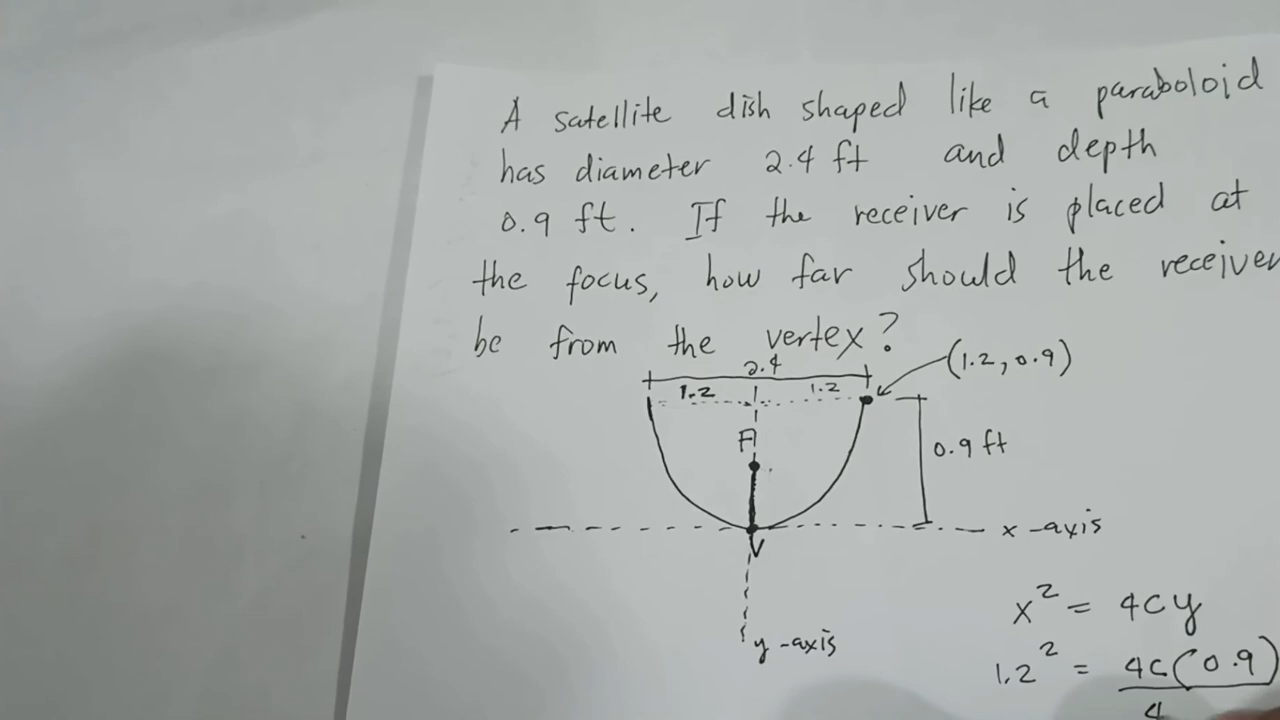 A satellite dish shaped like a paraboloid
has diameter 2.4 ft and depth
0.9 ft. If the receiver is placed at
the focus, how far should the receiver
be from the vertex?
2.4
(1.2, 0.9)
1.2 1.2
F
0.9 ft
x-axis
V
y-axis
x² = 4cy
1.2² = 4c(0.9)
4